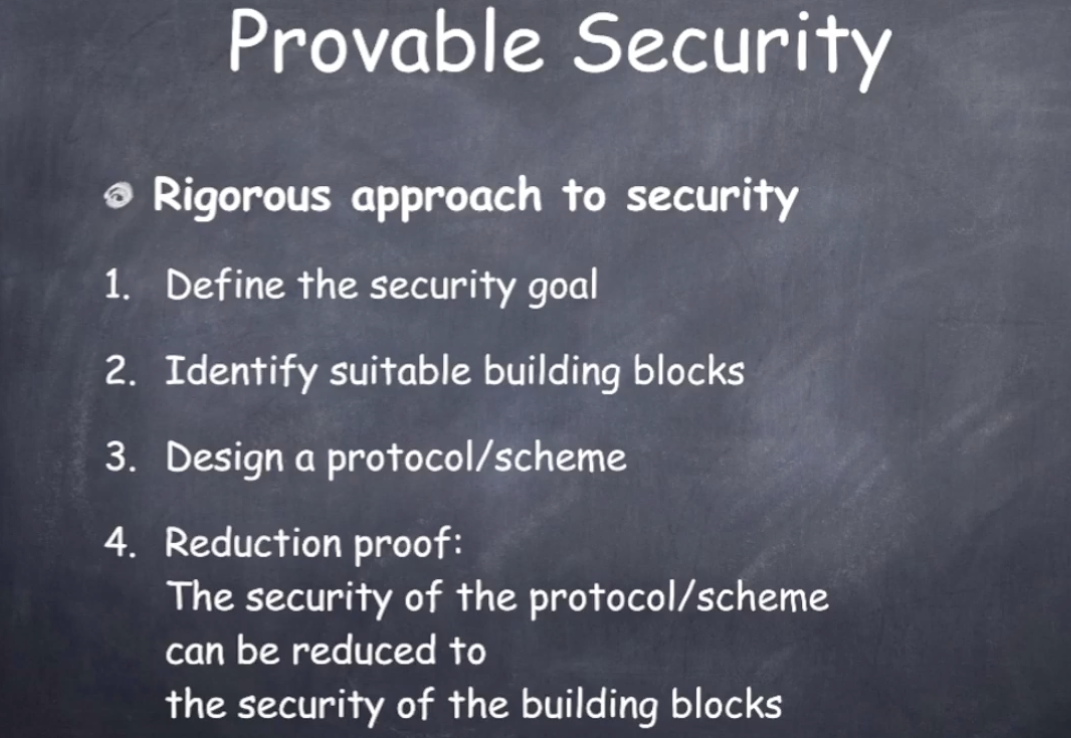 Provable Security
Rigorous approach to security
1. Define the security goal
2. Identify suitable building blocks
3. Design a protocol/scheme
4. Reduction proof:
The security of the protocol/scheme
can be reduced to
the security of the building blocks